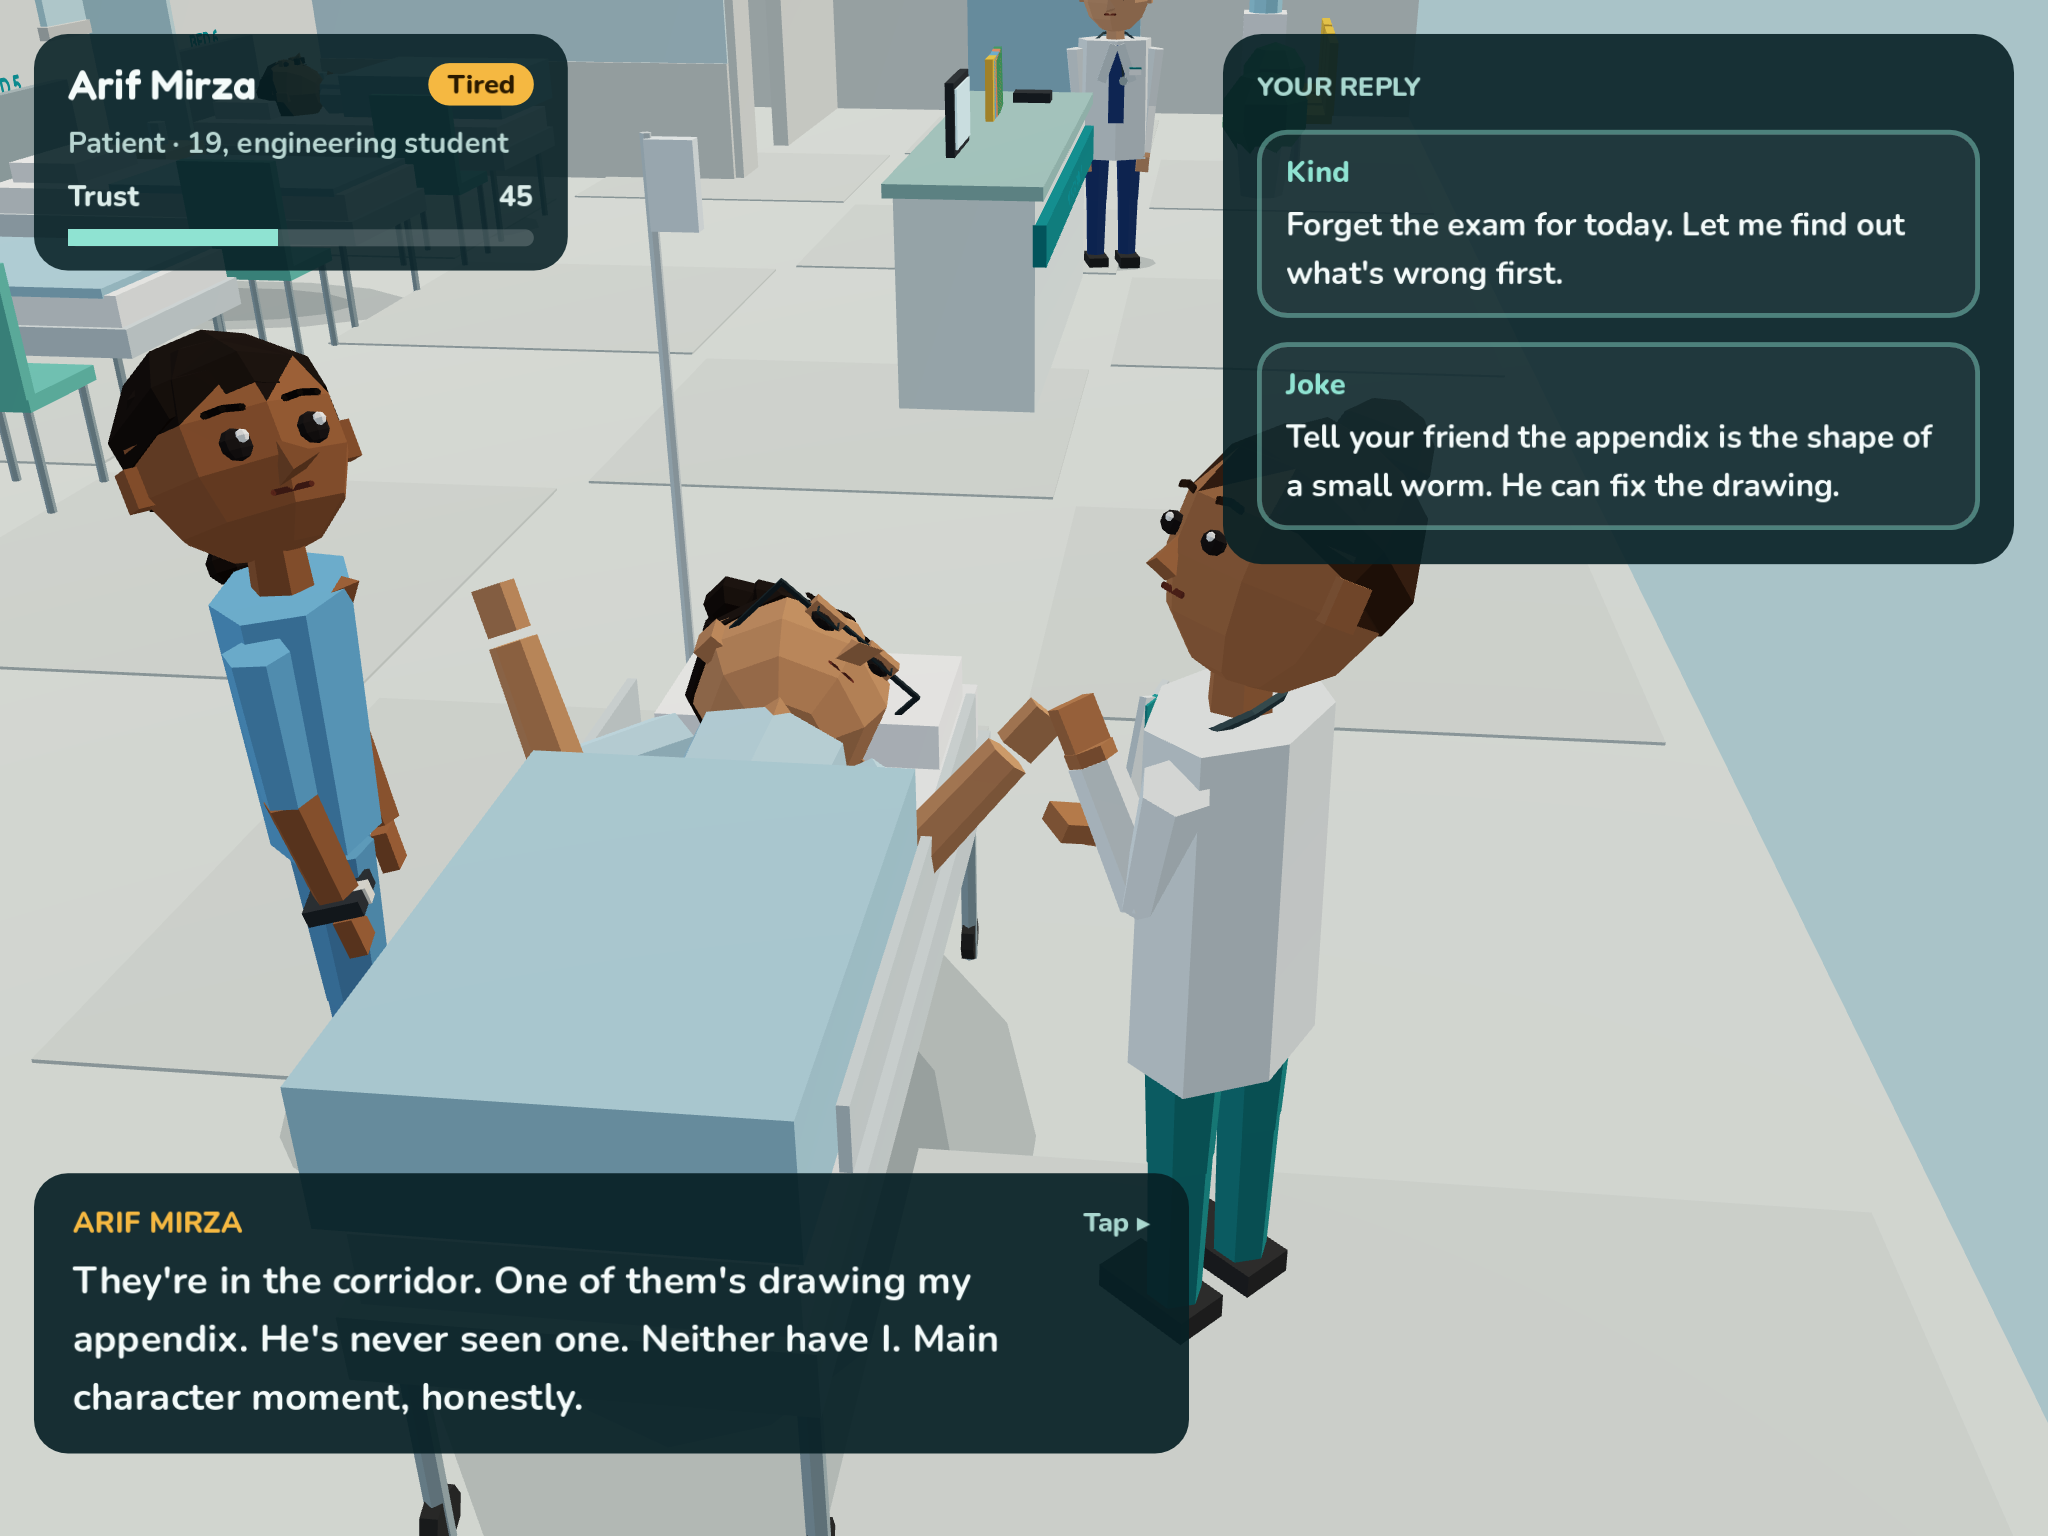 Arif Mirza
Tired
Patient · 19, engineering student
Trust
45
YOUR REPLY
Kind
Forget the exam for today. Let me find out
what's wrong first.
Joke
Tell your friend the appendix is the shape of
a small worm. He can fix the drawing.
ARIF MIRZA
Tap ▸
They're in the corridor. One of them's drawing my
appendix. He's never seen one. Neither have I. Main
character moment, honestly.